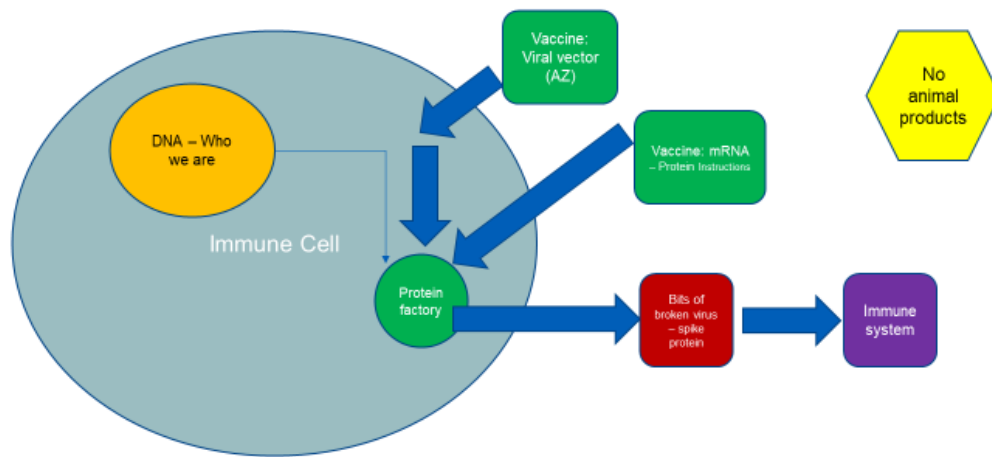 Vaccine:
Viral vector
(AZ)
No
animal
products
DNA – Who
we are
Vaccine: mRNA
– Protein Instructions
Immune Cell
Protein
factory
Bits of
broken virus
– spike
protein
Immune
system